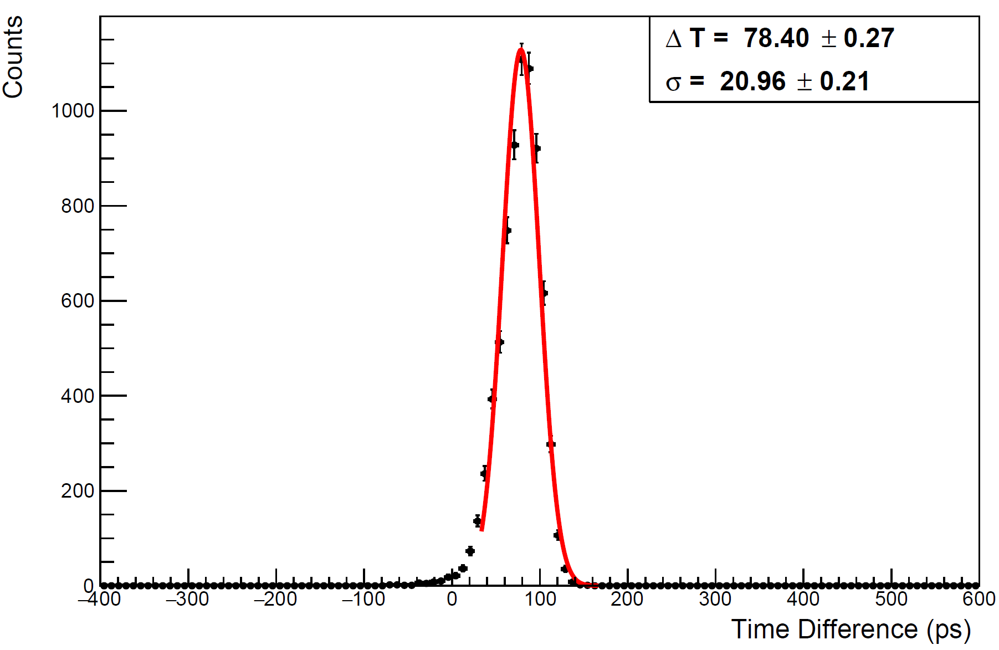 Counts
Δ T = 78.40 ± 0.27
σ = 20.96 ± 0.21
1000
800
600
400
200
0
−400 −300 −200 −100 0 100 200 300 400 500 600
Time Difference (ps)